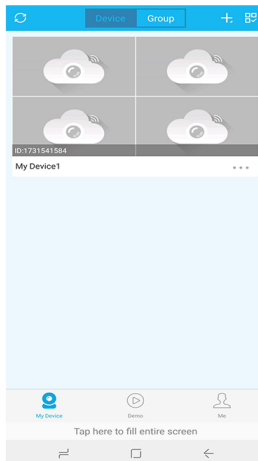 Device Group
ID:1731541584
My Device1
My Device Demo Me
Tap here to fill entire screen